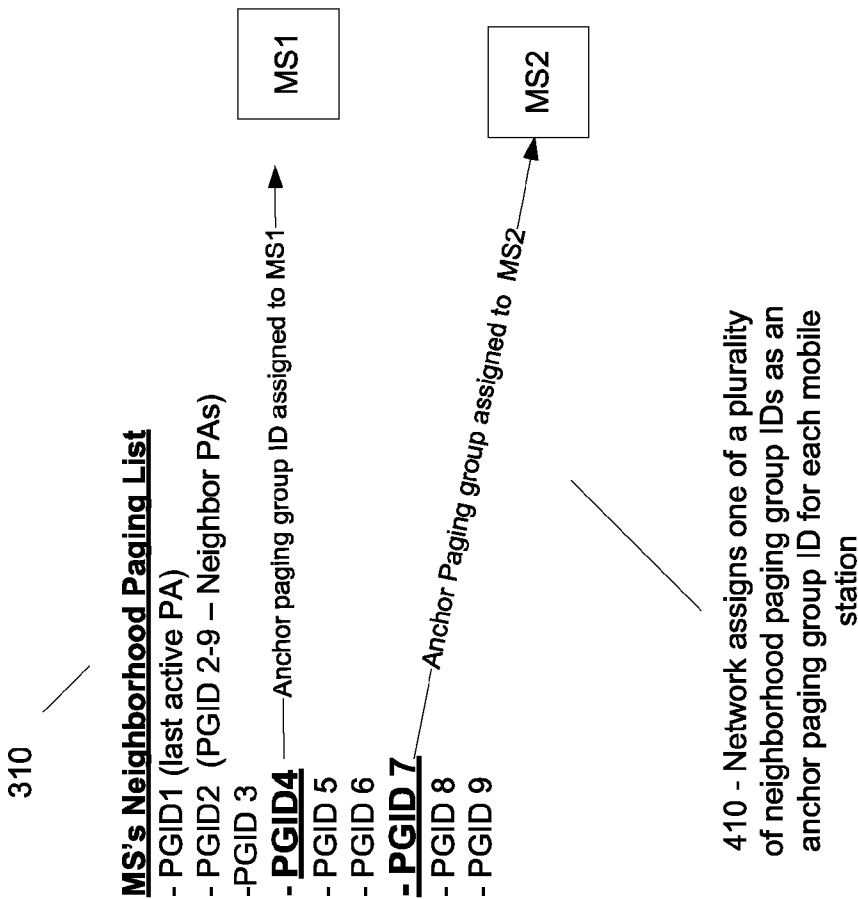 310
MS's Neighborhood Paging List
- PGID1 (last active PA)
- PGID2 (PGID 2-9 – Neighbor PAs)
-PGID 3
- PGID4
- PGID 5
- PGID 6
- PGID 7
- PGID 8
- PGID 9
Anchor paging group ID assigned to MS1
MS1
Anchor Paging group assigned to MS2
MS2
410 - Network assigns one of a plurality
of neighborhood paging group IDs as an
anchor paging group ID for each mobile
station